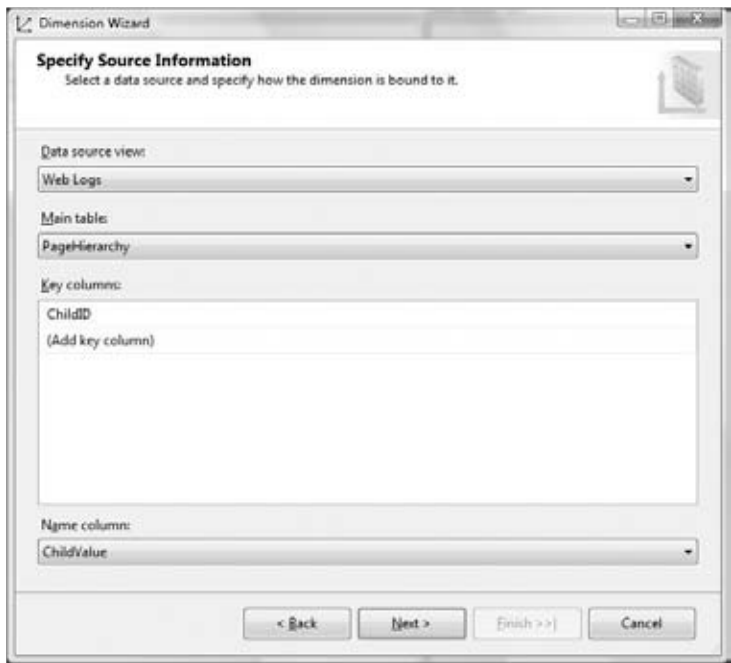 Dimension Wizard
Specify Source Information
Select a data source and specify how the dimension is bound to it.
Data source view:
Web Logs
Main table:
PageHierarchy
Key columns:
ChildID
(Add key column)
Name column:
ChildValue
< Back Next > Finish >>| Cancel